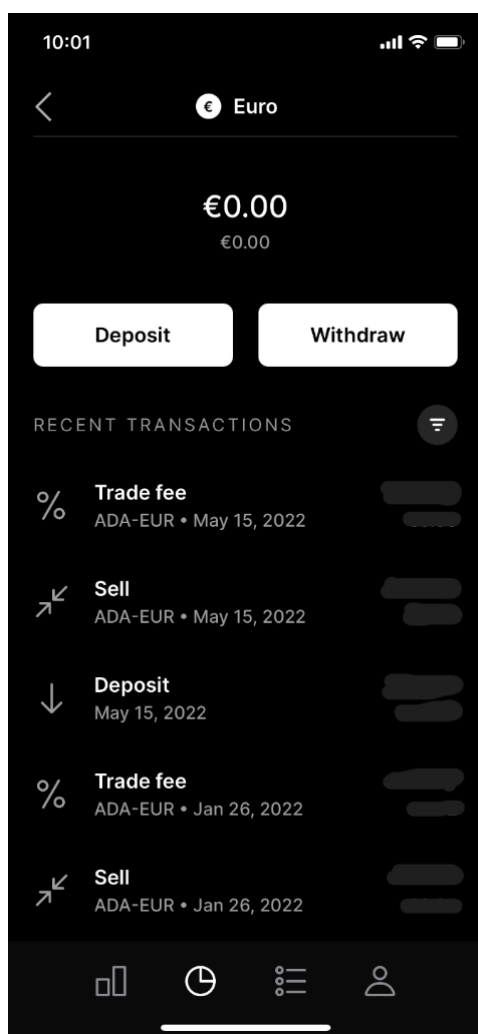 10:01
€ Euro
€0.00
€0.00
Deposit Withdraw
RECENT TRANSACTIONS
% Trade fee
ADA-EUR • May 15, 2022
Sell
ADA-EUR • May 15, 2022
Deposit
May 15, 2022
% Trade fee
ADA-EUR • Jan 26, 2022
Sell
ADA-EUR • Jan 26, 2022